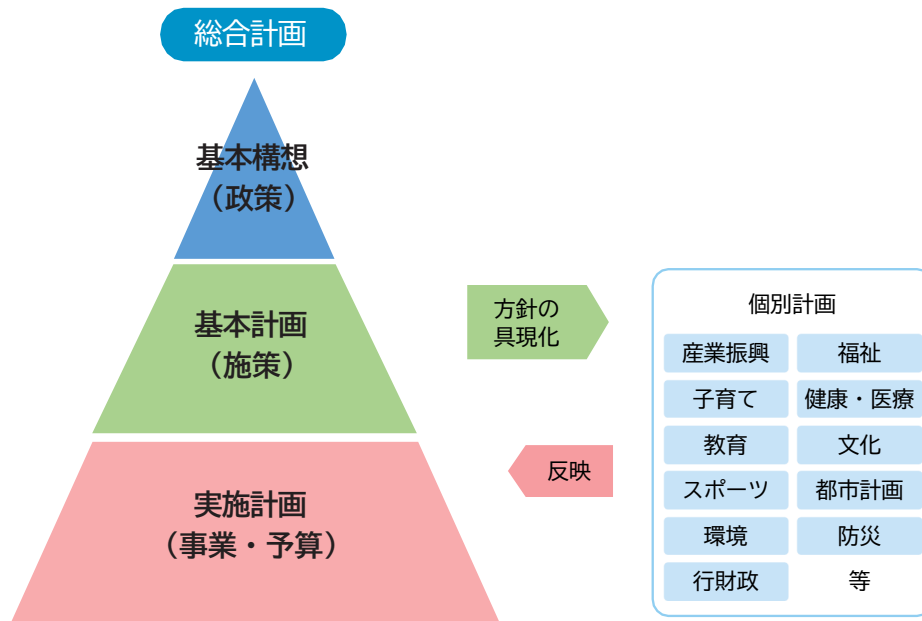 総合計画
基本構想
（政策）
基本計画
（施策）
実施計画
（事業・予算）
方針の
具現化
反映
個別計画
産業振興
福祉
子育て
健康・医療
教育
文化
スポーツ
都市計画
環境
防災
行財政
等